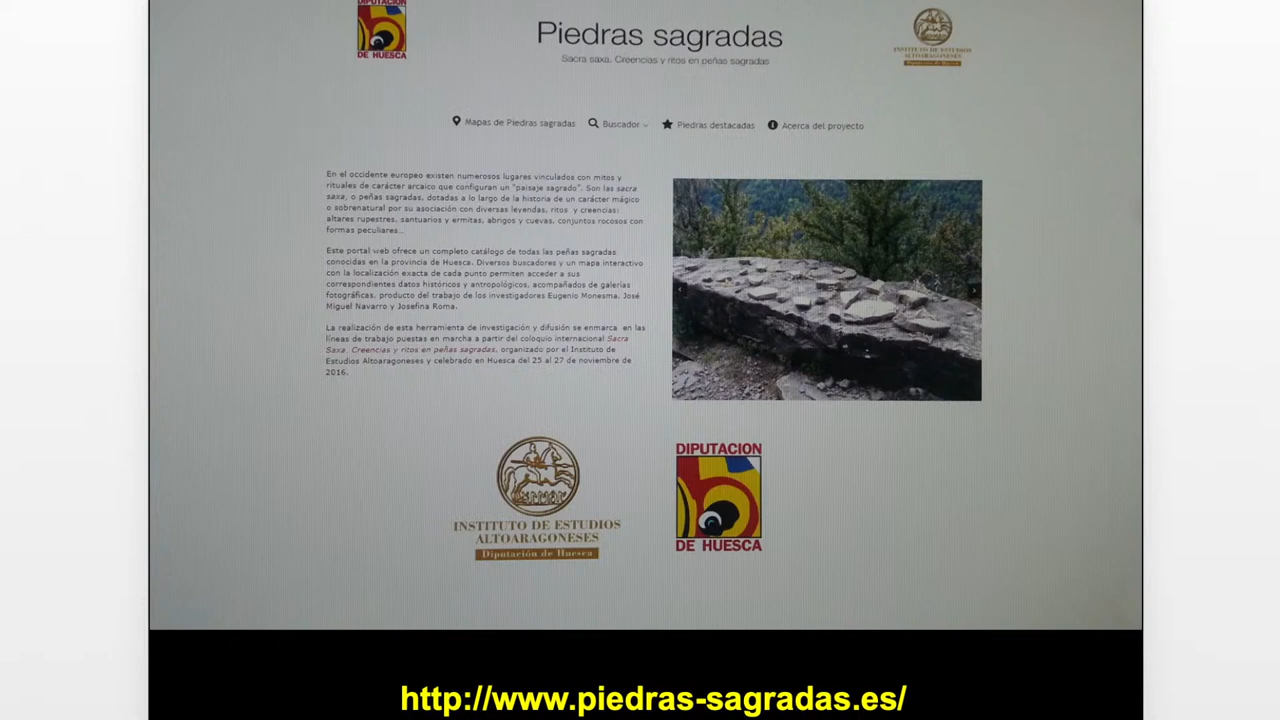 DIPUTACION
DE HUESCA
Piedras sagradas
Sacra saxa. Creencias y ritos en peñas sagradas
INSTITUTO DE ESTUDIOS
ALTOARAGONESES
Diputación de Huesca
Mapas de Piedras sagradas Buscador Piedras destacadas Acerca del proyecto
En el occidente europeo existen numerosos lugares vinculados con mitos y
rituales de carácter arcaico que configuran un "paisaje sagrado". Son las sacra
saxa, o peñas sagradas, dotadas a lo largo de la historia de un carácter mágico
o sobrenatural por su asociación con diversas leyendas, ritos y creencias:
altares rupestres, santuarios y ermitas, abrigos y cuevas, conjuntos rocosos con
formas peculiares...
Este portal web ofrece un completo catálogo de todas las peñas sagradas
conocidas en la provincia de Huesca. Diversos buscadores y un mapa interactivo
con la localización exacta de cada punto permiten acceder a sus
correspondientes datos históricos y antropológicos, acompañados de galerías
fotográficas, producto del trabajo de los investigadores Eugenio Monesma, José
Miguel Navarro y Josefina Roma.
La realización de esta herramienta de investigación y difusión se enmarca en las
líneas de trabajo puestas en marcha a partir del coloquio internacional Sacra
Saxa. Creencias y ritos en peñas sagradas, organizado por el Instituto de
Estudios Altoaragoneses y celebrado en Huesca del 25 al 27 de noviembre de
2016.
INSTITUTO DE ESTUDIOS
ALTOARAGONESES
Diputación de Huesca
DIPUTACION
DE HUESCA
http://www.piedras-sagradas.es/